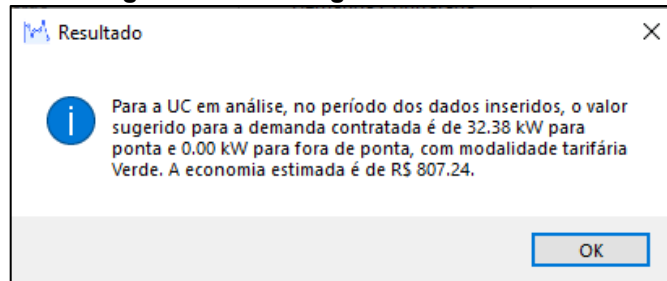 Resultado
Para a UC em análise, no período dos dados inseridos, o valor
sugerido para a demanda contratada é de 32.38 kW para
ponta e 0.00 kW para fora de ponta, com modalidade tarifária
Verde. A economia estimada é de R$ 807.24.
OK